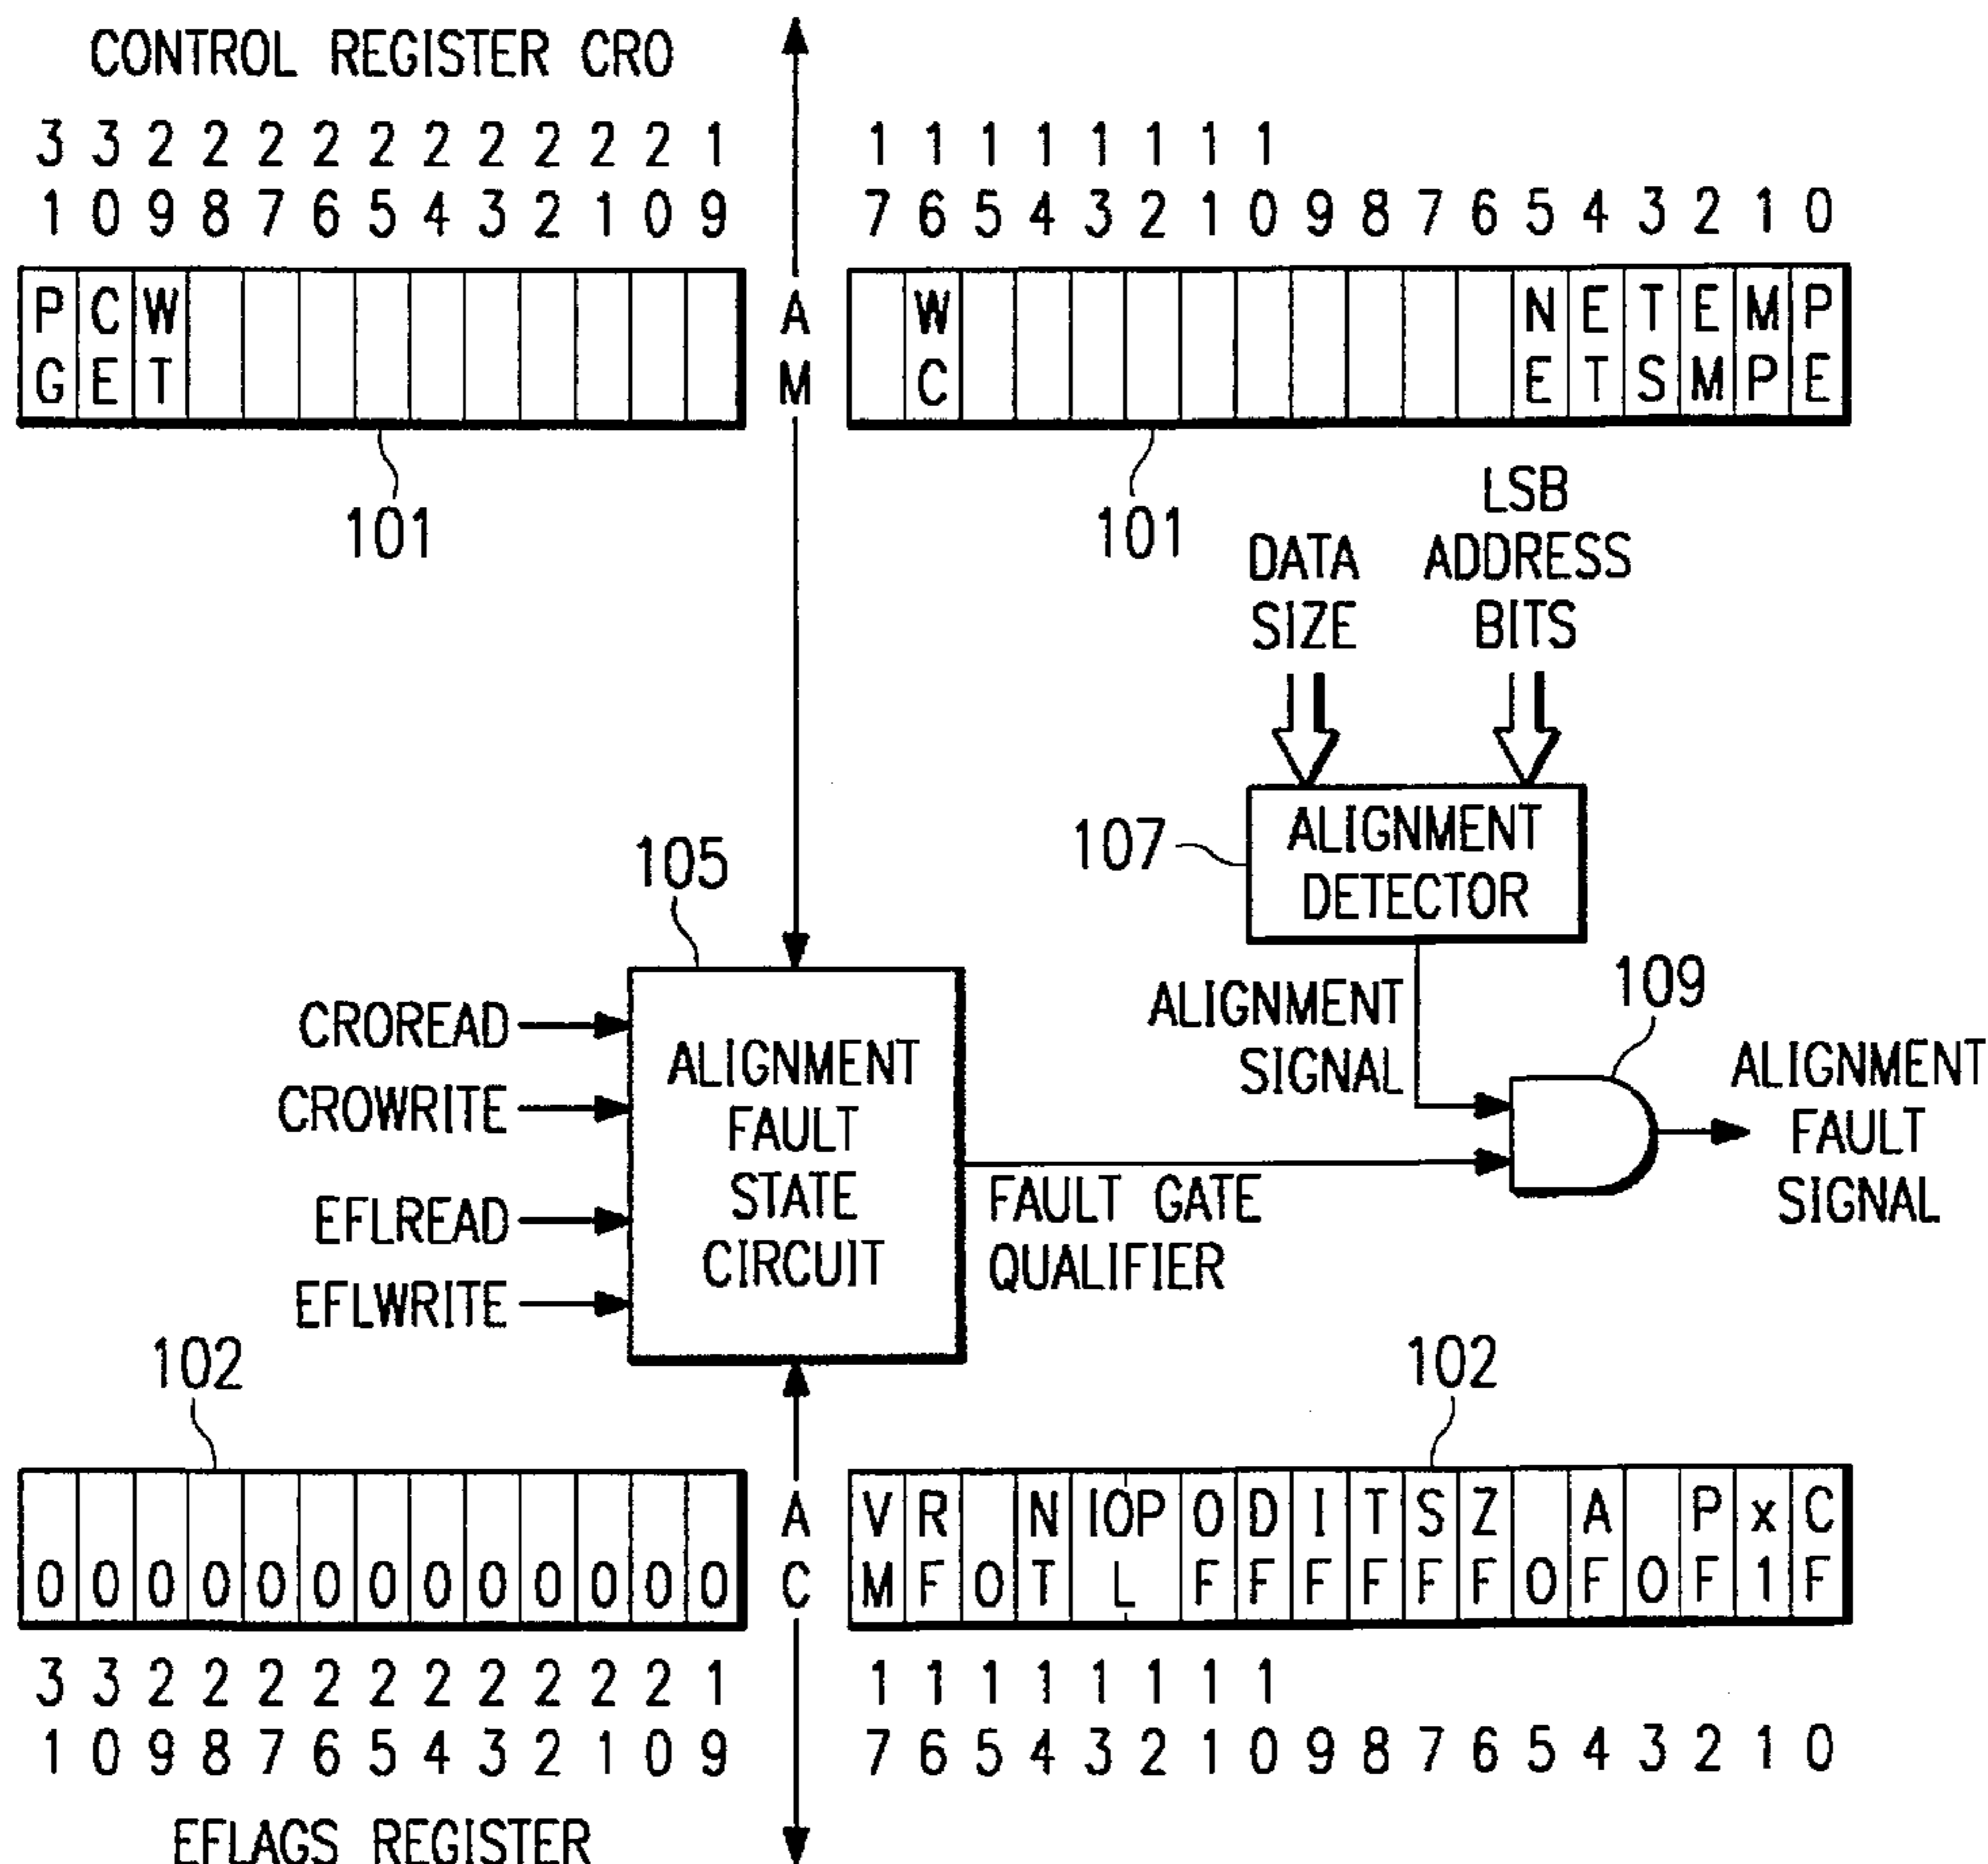 CONTROL REGISTER CR0
3 3 2 2 2 2 2 2 2 2 2 2 1 1 1 1 1 1 1 1 1
1 0 9 8 7 6 5 4 3 2 1 0 9 7 6 5 4 3 2 1 0 9 8 7 6 5 4 3 2 1 0
P C W A W N E T E M P
G E T M C E T S M P E
101
101
LSB
DATA ADDRESS
SIZE BITS
107
ALIGNMENT
DETECTOR
105
CR0READ
CR0WRITE
EFLREAD
EFLWRITE
ALIGNMENT
FAULT
STATE
CIRCUIT
ALIGNMENT
SIGNAL
FAULT GATE
QUALIFIER
109
ALIGNMENT
FAULT
SIGNAL
102
102
A V R N IOP O D I T S Z A P x C
0 0 0 0 0 0 0 0 0 0 0 0 0 C M F 0 T L F F F F F F 0 F 0 F 1 F
3 3 2 2 2 2 2 2 2 2 2 2 1 1 1 1 1 1 1 1 1
1 0 9 8 7 6 5 4 3 2 1 0 9 7 6 5 4 3 2 1 0 9 8 7 6 5 4 3 2 1 0
EFLAGS REGISTER